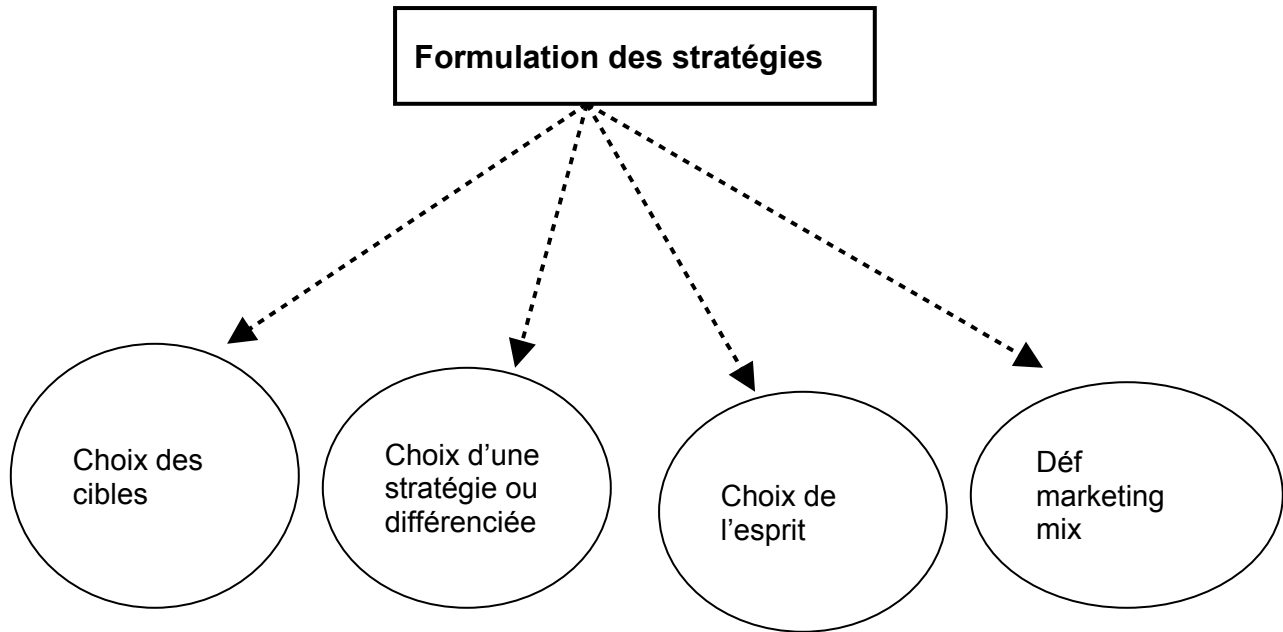 Formulation des stratégies
Choix des
cibles
Choix d’une
stratégie ou
différenciée
Choix de
l’esprit
Déf
marketing
mix